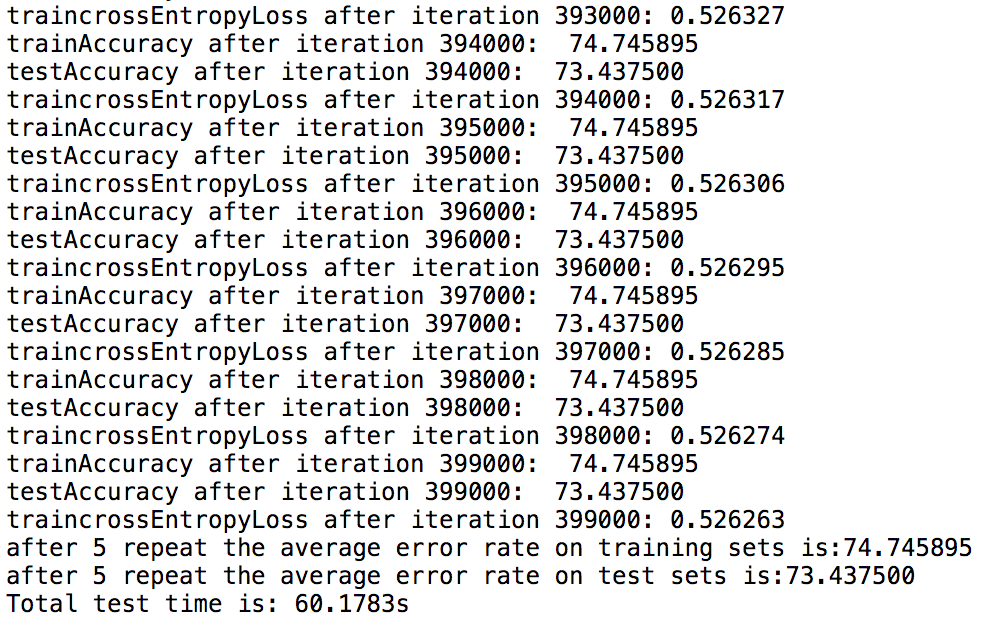 traincrossEntropyLoss after iteration 393000: 0.526327
trainAccuracy after iteration 394000:  74.745895
testAccuracy after iteration 394000:  73.437500
traincrossEntropyLoss after iteration 394000: 0.526317
trainAccuracy after iteration 395000:  74.745895
testAccuracy after iteration 395000:  73.437500
traincrossEntropyLoss after iteration 395000: 0.526306
trainAccuracy after iteration 396000:  74.745895
testAccuracy after iteration 396000:  73.437500
traincrossEntropyLoss after iteration 396000: 0.526295
trainAccuracy after iteration 397000:  74.745895
testAccuracy after iteration 397000:  73.437500
traincrossEntropyLoss after iteration 397000: 0.526285
trainAccuracy after iteration 398000:  74.745895
testAccuracy after iteration 398000:  73.437500
traincrossEntropyLoss after iteration 398000: 0.526274
trainAccuracy after iteration 399000:  74.745895
testAccuracy after iteration 399000:  73.437500
traincrossEntropyLoss after iteration 399000: 0.526263
after 5 repeat the average error rate on training sets is:74.745895
after 5 repeat the average error rate on test sets is:73.437500
Total test time is: 60.1783s